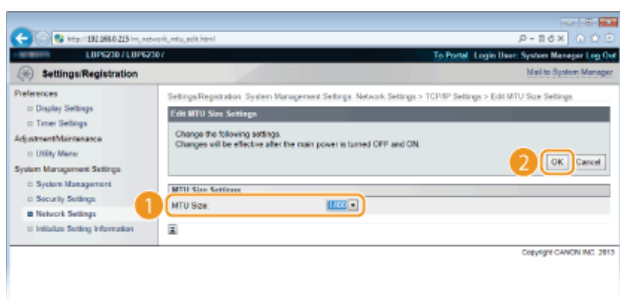 http://192.168.0.215/m_network_mtu_edit.html
LBP6230 / LBP6230 /
To Portal Login User: System Manager Log Out
Settings/Registration
Mail to System Manager
Preferences
Display Settings
Timer Settings
Adjustment/Maintenance
Utility Menu
System Management Settings
System Management
Security Settings
Network Settings
Initialize Setting Information
Settings/Registration: System Management Settings: Network Settings > TCP/IP Settings > Edit MTU Size Settings
Edit MTU Size Settings
Change the following settings.
Changes will be effective after the main power is turned OFF and ON.
2
OK
Cancel
MTU Size Settings
1
MTU Size:
1400
Copyright CANON INC. 2013